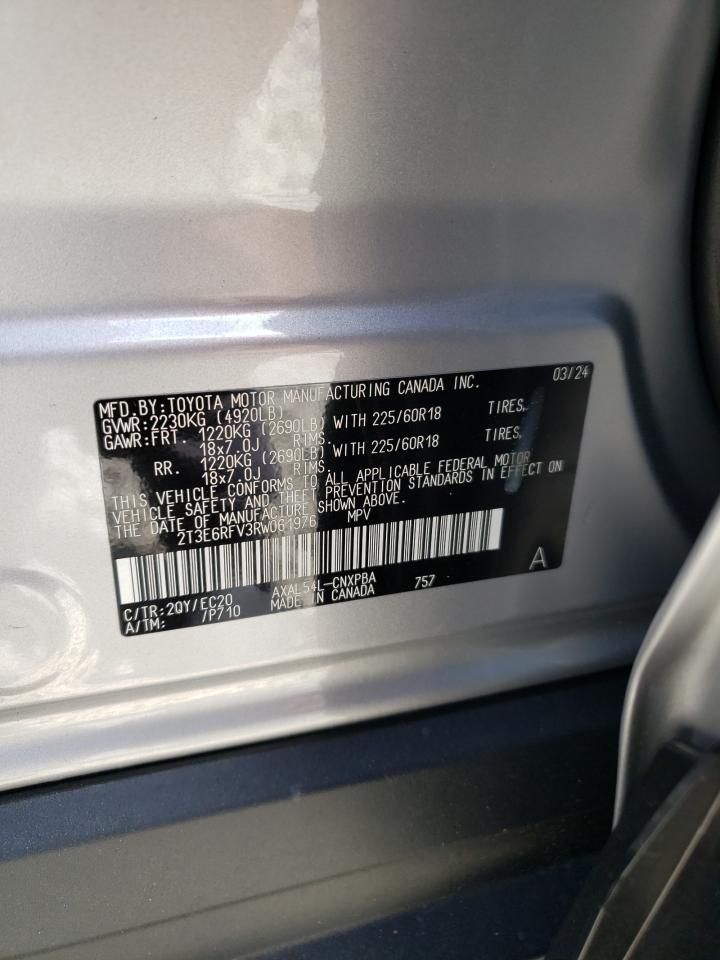 MFD.BY:TOYOTA MOTOR MANUFACTURING CANADA INC. 03/24
GVWR:2230KG (4920LB)
GAWR:FRT. 1220KG (2690LB) WITH 225/60R18 TIRES,
18x7.0J RIMS.
RR. 1220KG (2690LB) WITH 225/60R18 TIRES,
18x7.0J RIMS.
THIS VEHICLE CONFORMS TO ALL APPLICABLE FEDERAL MOTOR
VEHICLE SAFETY AND THEFT PREVENTION STANDARDS IN EFFECT ON
THE DATE OF MANUFACTURE SHOWN ABOVE.
2T3E6RFV3RW061976 MPV
A
C/TR:2QY/EC20 AXAL54L-CNXPBA 757
A/TM: 7P710 MADE IN CANADA